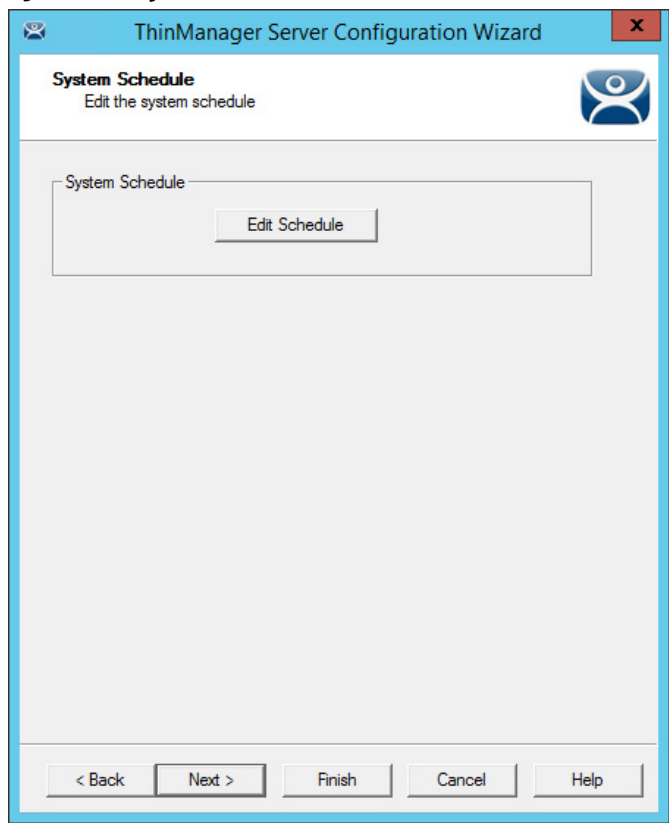 ThinManager Server Configuration Wizard
x
System Schedule
Edit the system schedule
System Schedule
Edit Schedule
< Back Next > Finish Cancel Help